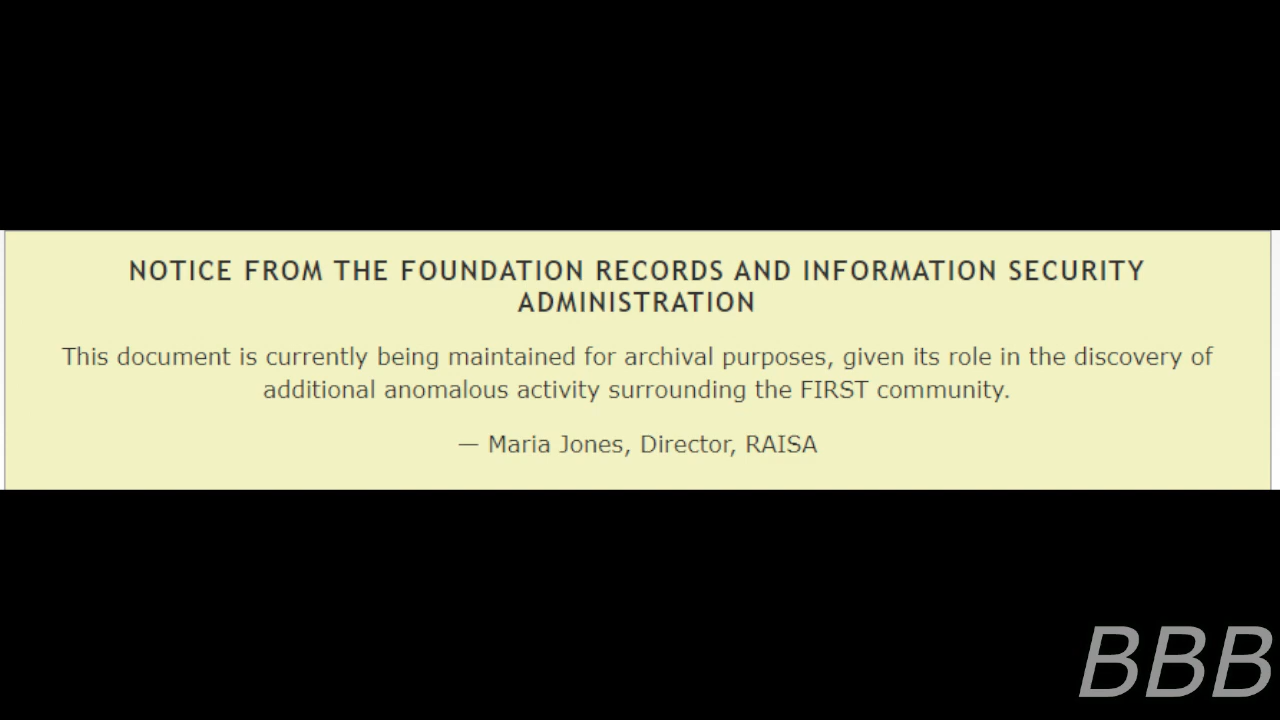 NOTICE FROM THE FOUNDATION RECORDS AND INFORMATION SECURITY
ADMINISTRATION
This document is currently being maintained for archival purposes, given its role in the discovery of
additional anomalous activity surrounding the FIRST community.
— Maria Jones, Director, RAISA
BBB